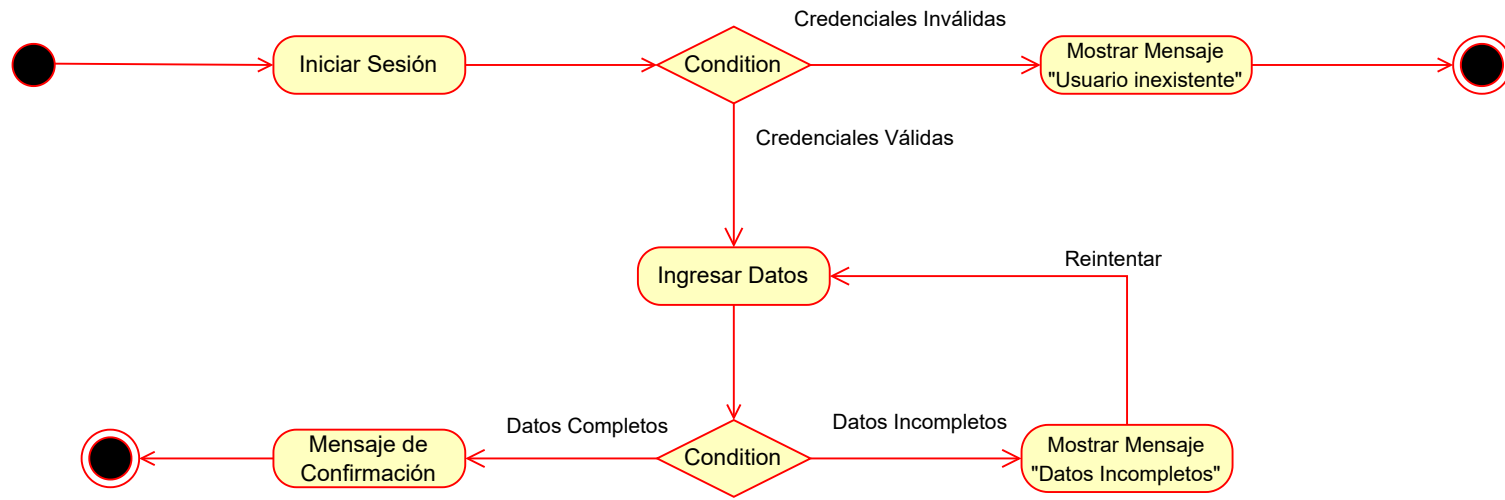 Credenciales Inválidas
Iniciar Sesión
Condition
Mostrar Mensaje
"Usuario inexistente"
Credenciales Válidas
Ingresar Datos
Reintentar
Datos Completos
Datos Incompletos
Mensaje de
Confirmación
Condition
Mostrar Mensaje
"Datos Incompletos"